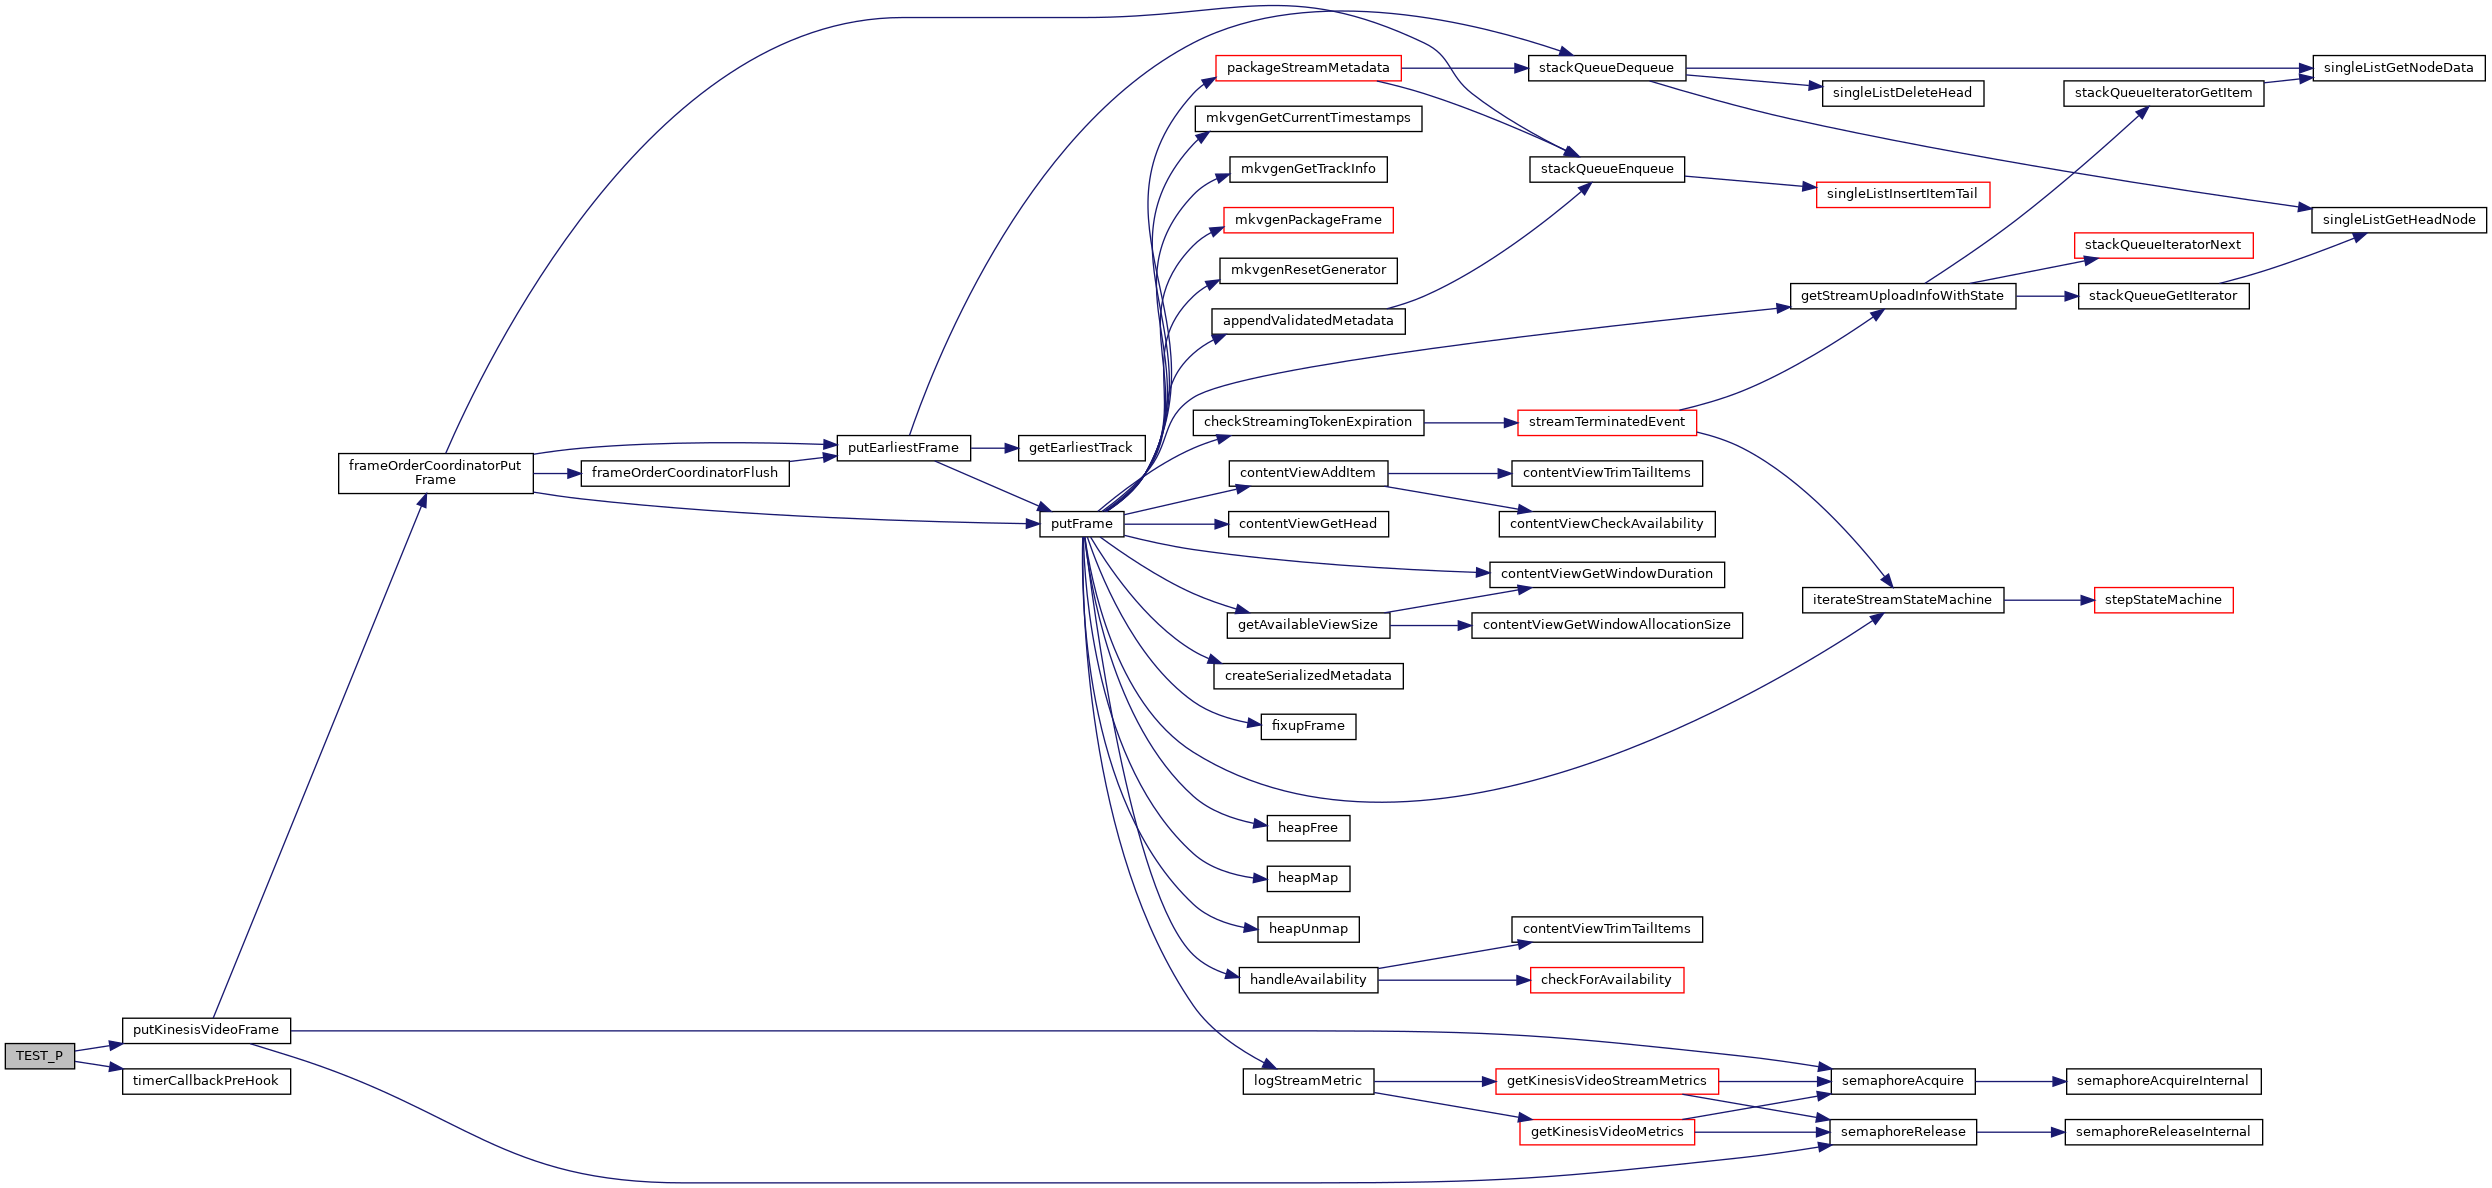 TEST_P
putKinesisVideoFrame
timerCallbackPreHook
frameOrderCoordinatorPut
Frame
frameOrderCoordinatorFlush
putEarliestFrame
getEarliestTrack
putFrame
packageStreamMetadata
mkvgenGetCurrentTimestamps
mkvgenGetTrackInfo
mkvgenPackageFrame
mkvgenResetGenerator
appendValidatedMetadata
checkStreamingTokenExpiration
contentViewAddItem
contentViewGetHead
getAvailableViewSize
createSerializedMetadata
fixupFrame
heapFree
heapMap
heapUnmap
handleAvailability
logStreamMetric
stackQueueDequeue
stackQueueEnqueue
streamTerminatedEvent
contentViewTrimTailItems
contentViewCheckAvailability
contentViewGetWindowDuration
contentViewGetWindowAllocationSize
contentViewTrimTailItems
checkForAvailability
getKinesisVideoStreamMetrics
getKinesisVideoMetrics
singleListDeleteHead
singleListInsertItemTail
getStreamUploadInfoWithState
iterateStreamStateMachine
semaphoreAcquire
semaphoreRelease
stackQueueIteratorGetItem
stackQueueIteratorNext
stackQueueGetIterator
stepStateMachine
semaphoreAcquireInternal
semaphoreReleaseInternal
singleListGetNodeData
singleListGetHeadNode